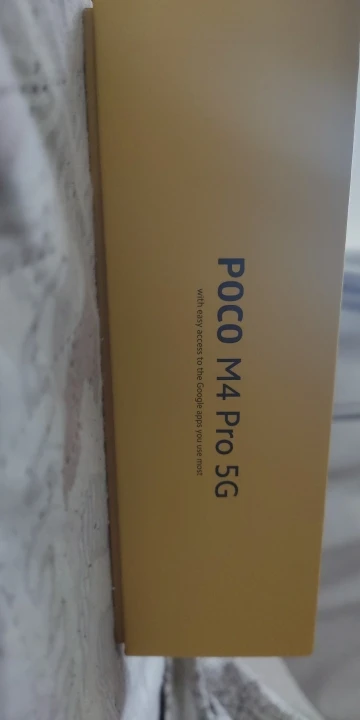 POCO M4 Pro 5G
with easy access to the Google apps you use most